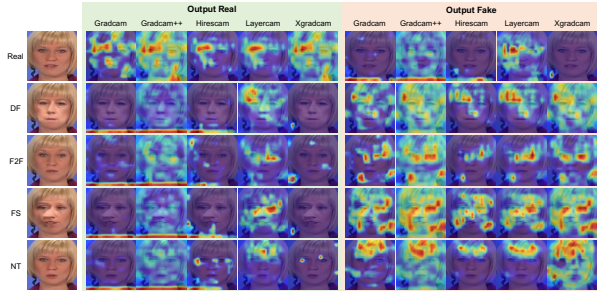 Output Real Output Fake
Gradcam Gradcam++ Hirescam Layercam Xgradcam Gradcam Gradcam++ Hirescam Layercam Xgradcam
Real
DF
F2F
FS
NT